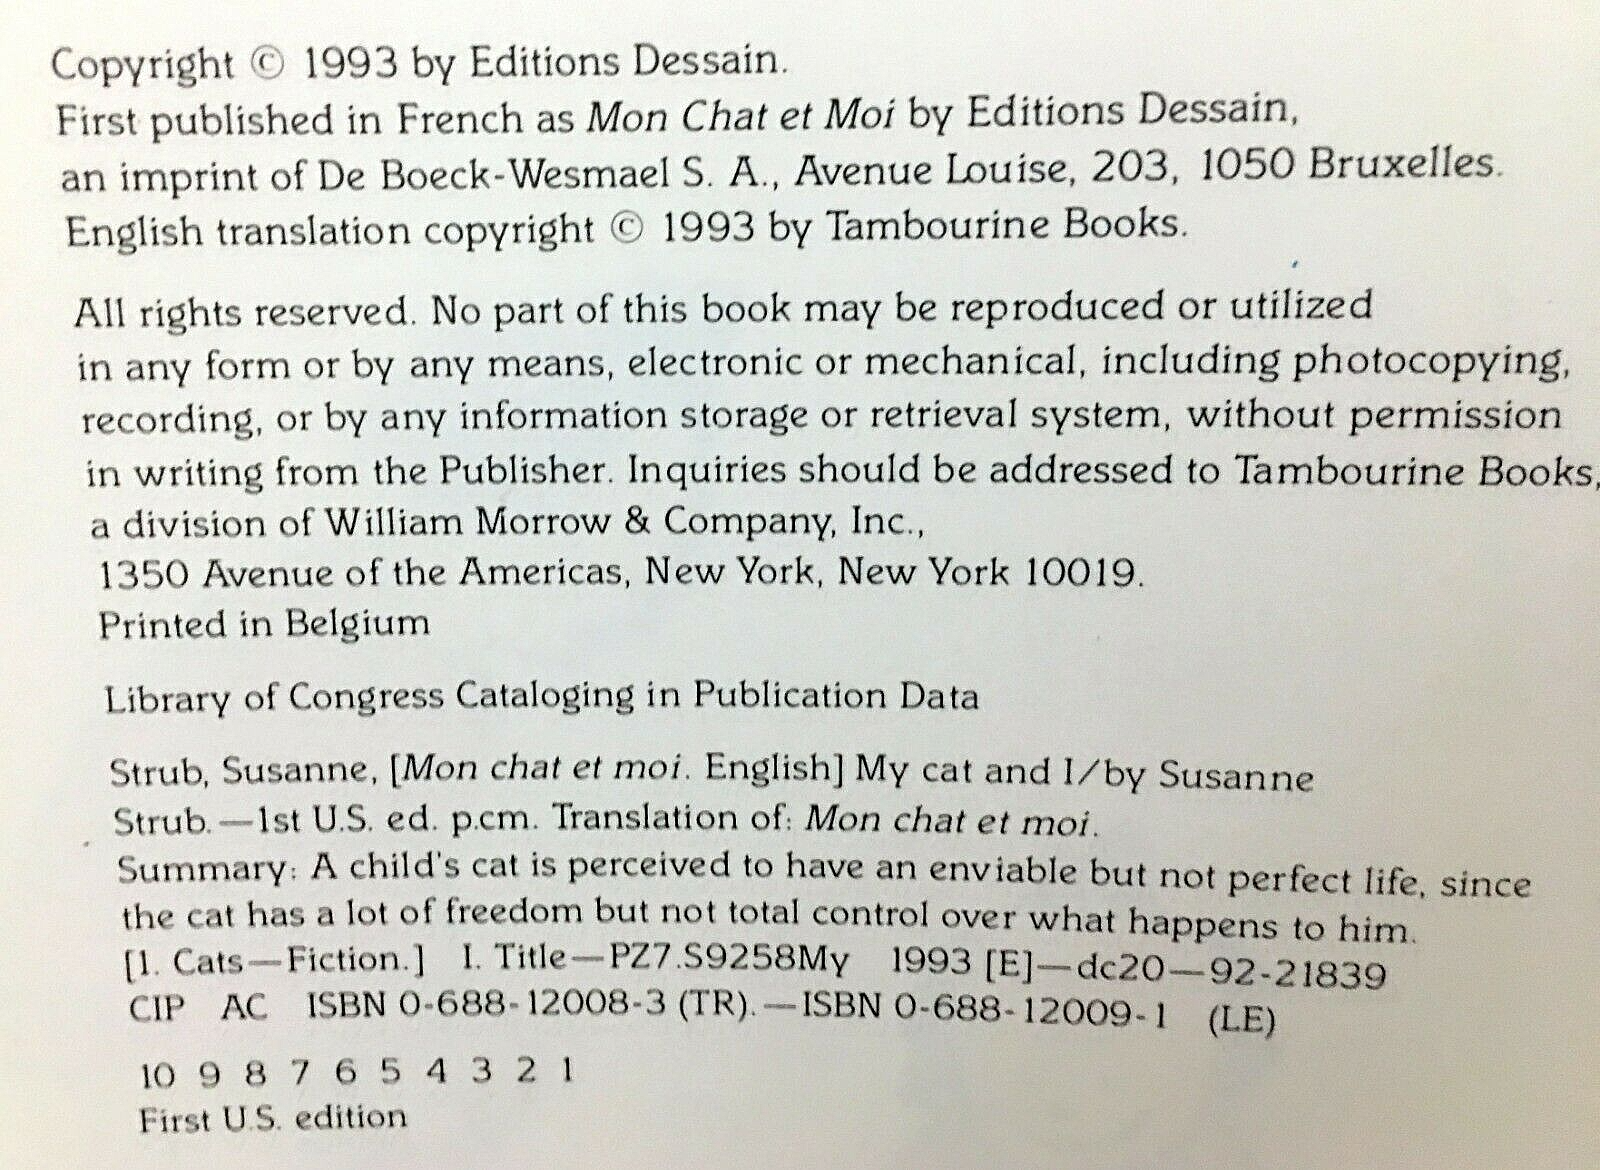 Copyright © 1993 by Editions Dessain.
First published in French as Mon Chat et Moi by Editions Dessain,
an imprint of De Boeck-Wesmael S. A., Avenue Louise, 203, 1050 Bruxelles.
English translation copyright © 1993 by Tambourine Books.
All rights reserved. No part of this book may be reproduced or utilized
in any form or by any means, electronic or mechanical, including photocopying,
recording, or by any information storage or retrieval system, without permission
in writing from the Publisher. Inquiries should be addressed to Tambourine Books,
a division of William Morrow & Company, Inc.,
1350 Avenue of the Americas, New York, New York 10019.
Printed in Belgium
Library of Congress Cataloging in Publication Data
Strub, Susanne, [Mon chat et moi. English] My cat and I/by Susanne
Strub.—1st U.S. ed. p.cm. Translation of: Mon chat et moi.
Summary: A child's cat is perceived to have an enviable but not perfect life, since
the cat has a lot of freedom but not total control over what happens to him.
[1. Cats—Fiction.] I. Title—PZ7.S9258My 1993 [E]—dc20—92-21839
CIP AC ISBN 0-688-12008-3 (TR).—ISBN 0-688-12009-1 (LE)
10 9 8 7 6 5 4 3 2 1
First U.S. edition